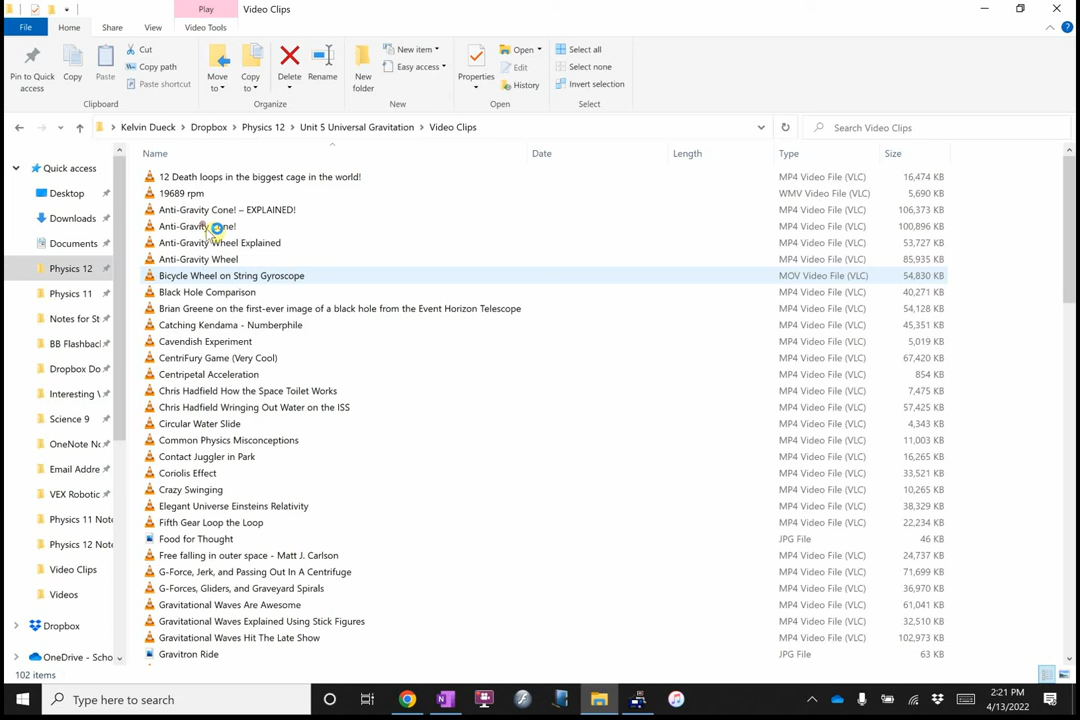 Play
Video Clips
File
Home
Share
View
Video Tools
Pin to Quick access
Copy
Paste
Cut
Copy path
Paste shortcut
Move to
Copy to
Delete
Rename
New folder
New item
Easy access
Properties
Open
Edit
History
Select all
Select none
Invert selection
Clipboard
Organize
New
Open
Select
Kelvin Dueck > Dropbox > Physics 12 > Unit 5 Universal Gravitation > Video Clips
Search Video Clips
Name Date Length Type Size
Quick access
Desktop
Downloads
Documents
Physics 12
Physics 11
Notes for St
BB Flashbac
Dropbox Do
Interesting V
Science 9
OneNote No
Email Addre
VEX Robotic
Physics 11 Note
Physics 12 Note
Video Clips
Videos
Dropbox
OneDrive - Scho
12 Death loops in the biggest cage in the world! MP4 Video File (VLC) 16,474 KB
19689 rpm WMV Video File (VLC) 5,690 KB
Anti-Gravity Cone! – EXPLAINED! MP4 Video File (VLC) 106,373 KB
Anti-Gravity Cone! MP4 Video File (VLC) 100,896 KB
Anti-Gravity Wheel Explained MP4 Video File (VLC) 53,727 KB
Anti-Gravity Wheel MP4 Video File (VLC) 85,935 KB
Bicycle Wheel on String Gyroscope MOV Video File (VLC) 54,830 KB
Black Hole Comparison MP4 Video File (VLC) 40,271 KB
Brian Greene on the first-ever image of a black hole from the Event Horizon Telescope MP4 Video File (VLC) 54,128 KB
Catching Kendama - Numberphile MP4 Video File (VLC) 45,351 KB
Cavendish Experiment MP4 Video File (VLC) 5,019 KB
CentriFury Game (Very Cool) MP4 Video File (VLC) 67,420 KB
Centripetal Acceleration MP4 Video File (VLC) 854 KB
Chris Hadfield How the Space Toilet Works MP4 Video File (VLC) 7,475 KB
Chris Hadfield Wringing Out Water on the ISS MP4 Video File (VLC) 57,425 KB
Circular Water Slide MP4 Video File (VLC) 4,343 KB
Common Physics Misconceptions MP4 Video File (VLC) 11,003 KB
Contact Juggler in Park MP4 Video File (VLC) 16,265 KB
Coriolis Effect MP4 Video File (VLC) 33,521 KB
Crazy Swinging MP4 Video File (VLC) 10,265 KB
Elegant Universe Einsteins Relativity MP4 Video File (VLC) 38,329 KB
Fifth Gear Loop the Loop MP4 Video File (VLC) 22,234 KB
Food for Thought JPG File 46 KB
Free falling in outer space - Matt J. Carlson MP4 Video File (VLC) 24,737 KB
G-Force, Jerk, and Passing Out In A Centrifuge MP4 Video File (VLC) 71,699 KB
G-Forces, Gliders, and Graveyard Spirals MP4 Video File (VLC) 36,970 KB
Gravitational Waves Are Awesome MP4 Video File (VLC) 61,041 KB
Gravitational Waves Explained Using Stick Figures MP4 Video File (VLC) 32,510 KB
Gravitational Waves Hit The Late Show MP4 Video File (VLC) 102,973 KB
Gravitron Ride JPG File 63 KB
102 items
Type here to search
2:21 PM
4/13/2022